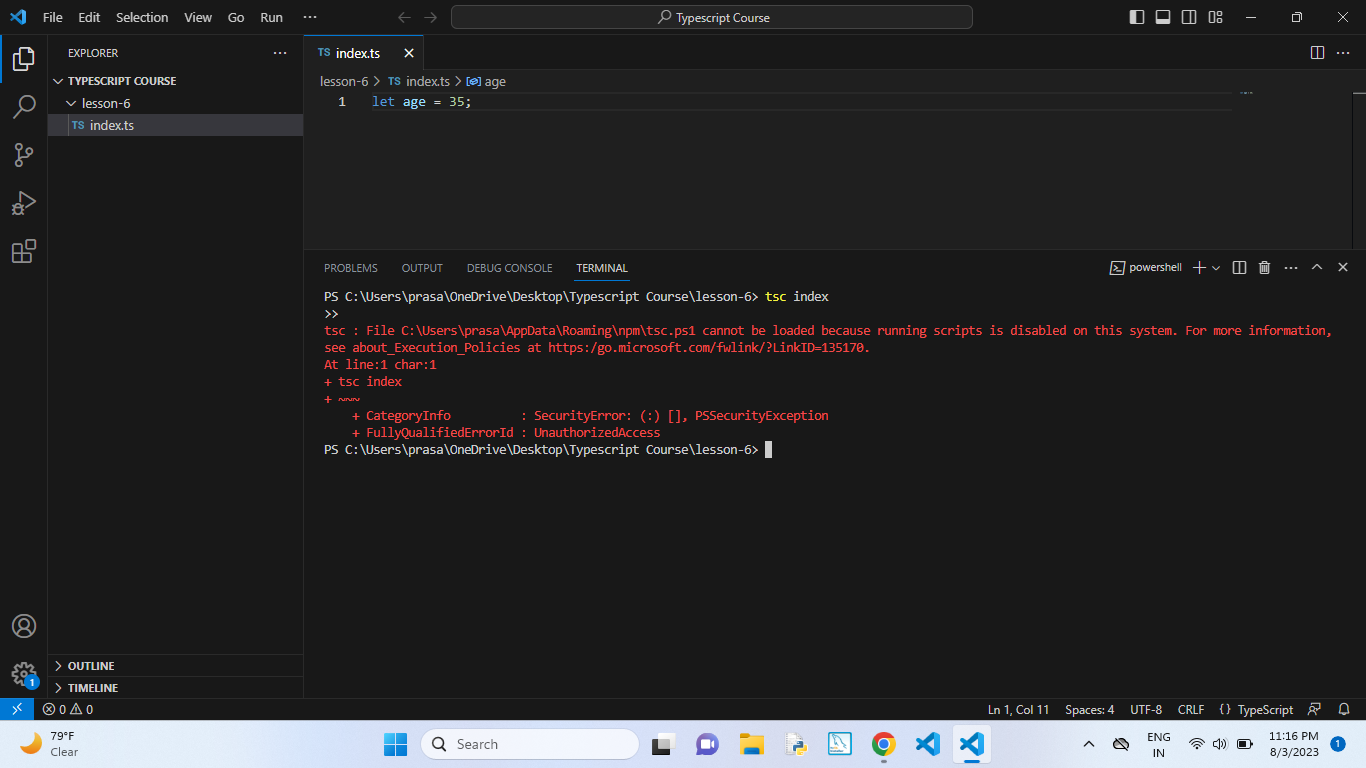 File Edit Selection View Go Run ··· Typescript Course
EXPLORER ···
TYPESCRIPT COURSE
lesson-6
TS index.ts
OUTLINE
TIMELINE
TS index.ts
lesson-6 > TS index.ts > age
1 let age = 35;
PROBLEMS OUTPUT DEBUG CONSOLE TERMINAL powershell
PS C:\Users\prasa\OneDrive\Desktop\Typescript Course\lesson-6> tsc index
>>
tsc : File C:\Users\prasa\AppData\Roaming\npm\tsc.ps1 cannot be loaded because running scripts is disabled on this system. For more information,
see about_Execution_Policies at https:/go.microsoft.com/fwlink/?LinkID=135170.
At line:1 char:1
+ tsc index
+ ~~~
+ CategoryInfo : SecurityError: (:) [], PSSecurityException
+ FullyQualifiedErrorId : UnauthorizedAccess
PS C:\Users\prasa\OneDrive\Desktop\Typescript Course\lesson-6>
1
0 0 Ln 1, Col 11 Spaces: 4 UTF-8 CRLF {} TypeScript
79°F
Clear
Search
ENG
IN
11:16 PM
8/3/2023
1